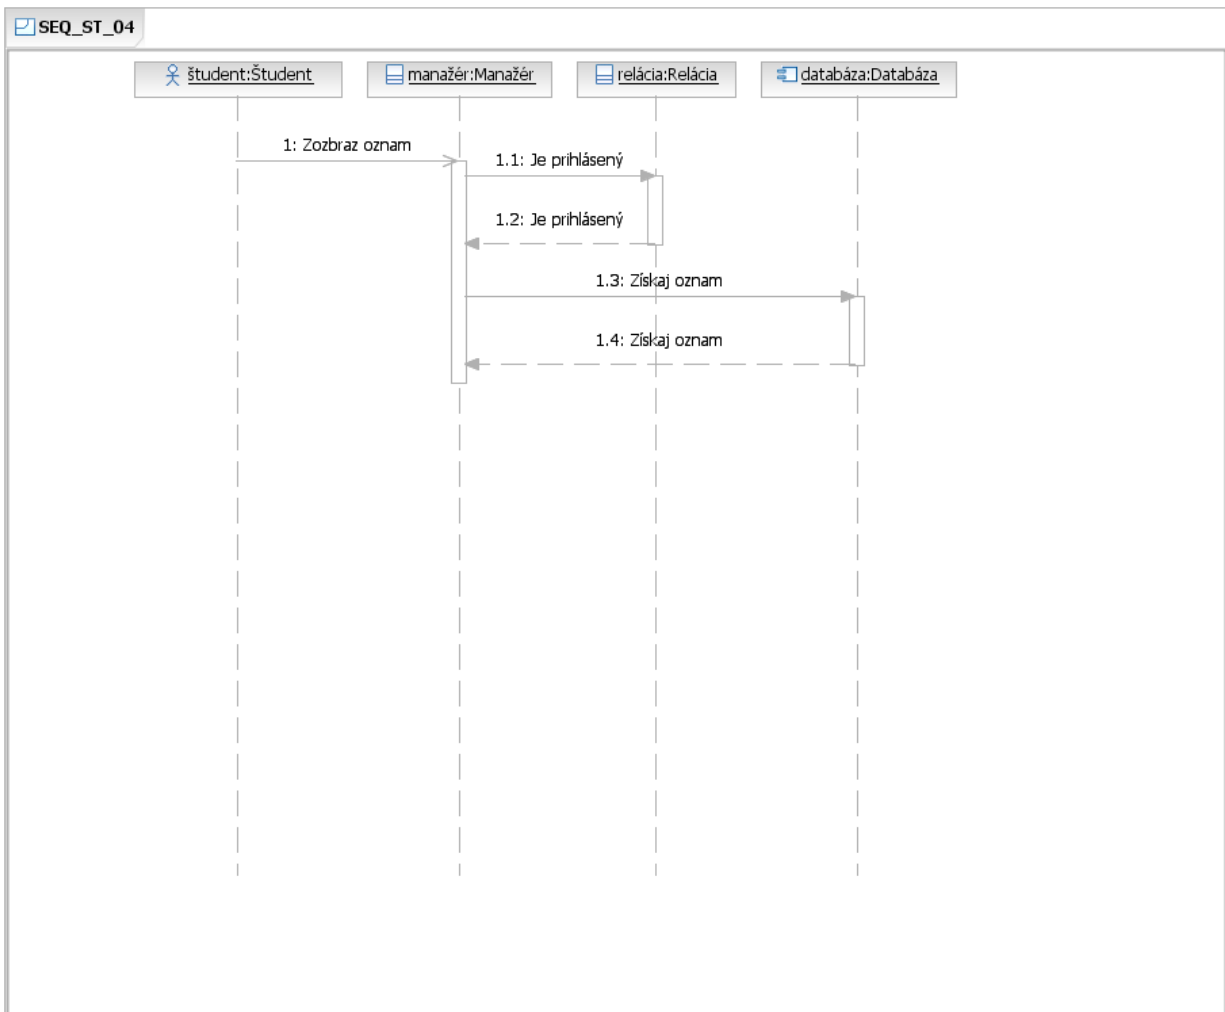 SEQ_ST_04
študent:Študent
manažér:Manažér
relácia:Relácia
databáza:Databáza
1: Zozbraz oznam
1.1: Je prihlásený
1.2: Je prihlásený
1.3: Získaj oznam
1.4: Získaj oznam